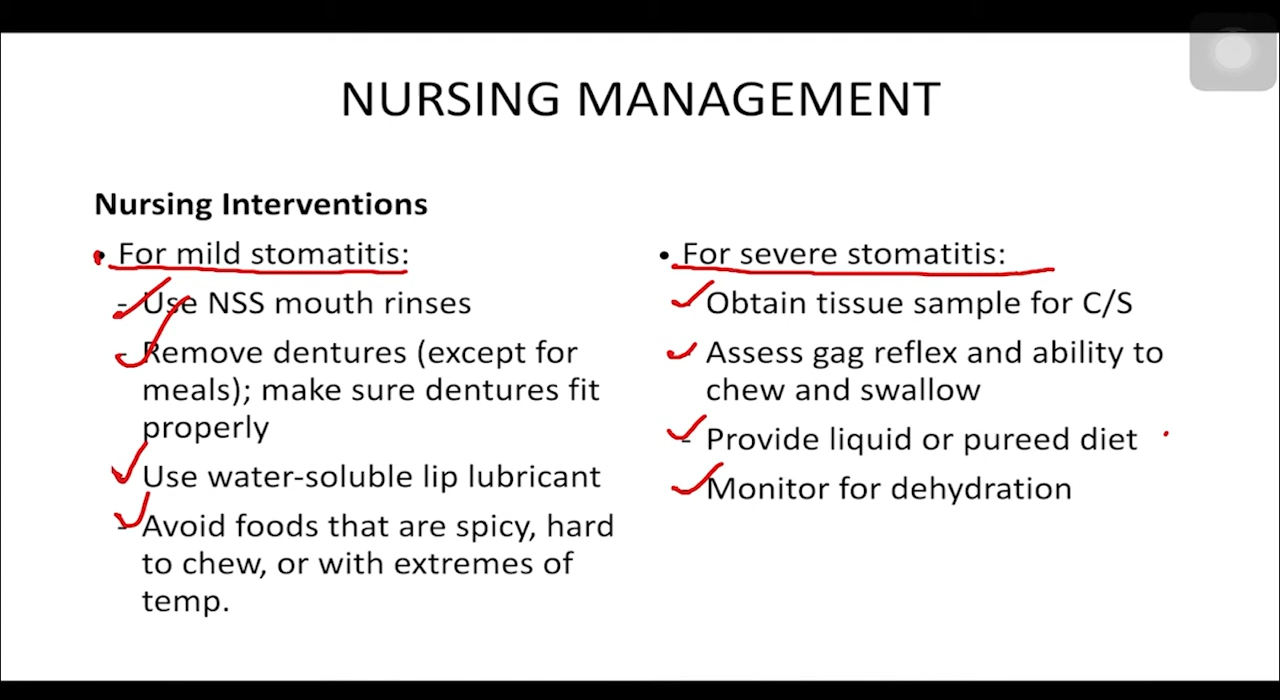 NURSING MANAGEMENT
Nursing Interventions
• For mild stomatitis:
- Use NSS mouth rinses
- Remove dentures (except for
meals); make sure dentures fit
properly
- Use water-soluble lip lubricant
- Avoid foods that are spicy, hard
to chew, or with extremes of
temp.
• For severe stomatitis:
- Obtain tissue sample for C/S
- Assess gag reflex and ability to
chew and swallow
- Provide liquid or pureed diet
- Monitor for dehydration